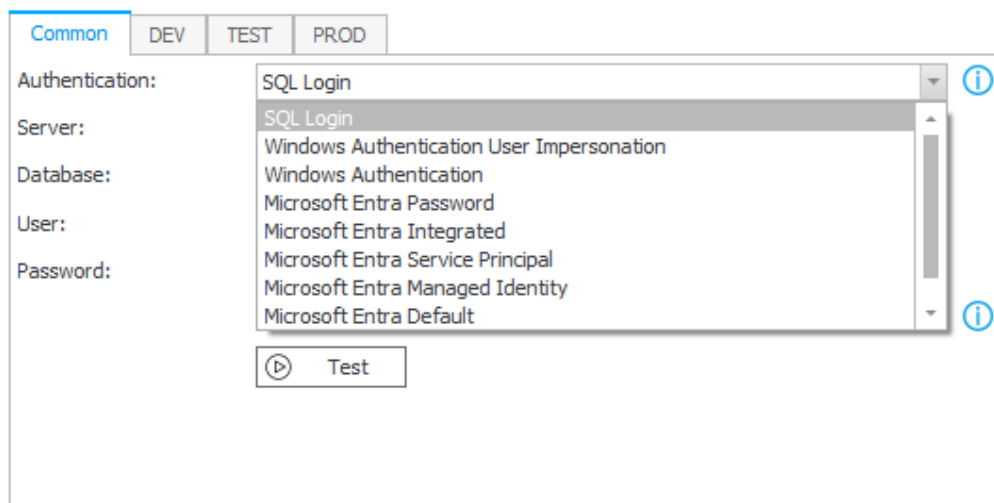 Common DEV TEST PROD
Authentication: SQL Login
SQL Login
Server:
Windows Authentication User Impersonation
Database: Windows Authentication
Microsoft Entra Password
User: Microsoft Entra Integrated
Microsoft Entra Service Principal
Password:
Microsoft Entra Managed Identity
Microsoft Entra Default
Test